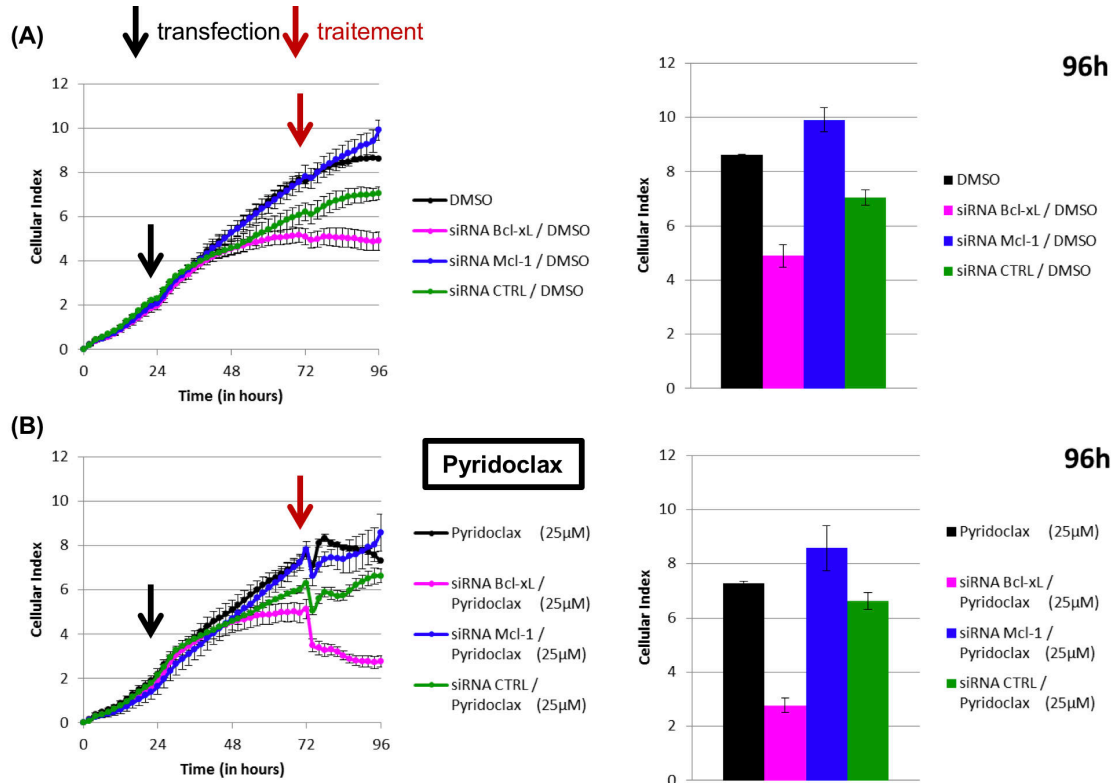 (A)
transfection
traitement
12
10
8
6
4
2
0
0
24
48
72
96
Cellular Index
Time (in hours)
DMSO
siRNA Bcl-xL / DMSO
siRNA Mcl-1 / DMSO
siRNA CTRL / DMSO
96h
12
10
8
6
4
2
0
Cellular Index
DMSO
siRNA Bcl-xL / DMSO
siRNA Mcl-1 / DMSO
siRNA CTRL / DMSO
(B)
12
10
8
6
4
2
0
0
24
48
72
96
Cellular Index
Time (in hours)
Pyridoclax
Pyridoclax (25µM)
siRNA Bcl-xL /
Pyridoclax (25µM)
siRNA Mcl-1 /
Pyridoclax (25µM)
siRNA CTRL /
Pyridoclax (25µM)
96h
12
10
8
6
4
2
0
Cellular Index
Pyridoclax (25µM)
siRNA Bcl-xL /
Pyridoclax (25µM)
siRNA Mcl-1 /
Pyridoclax (25µM)
siRNA CTRL /
Pyridoclax (25µM)